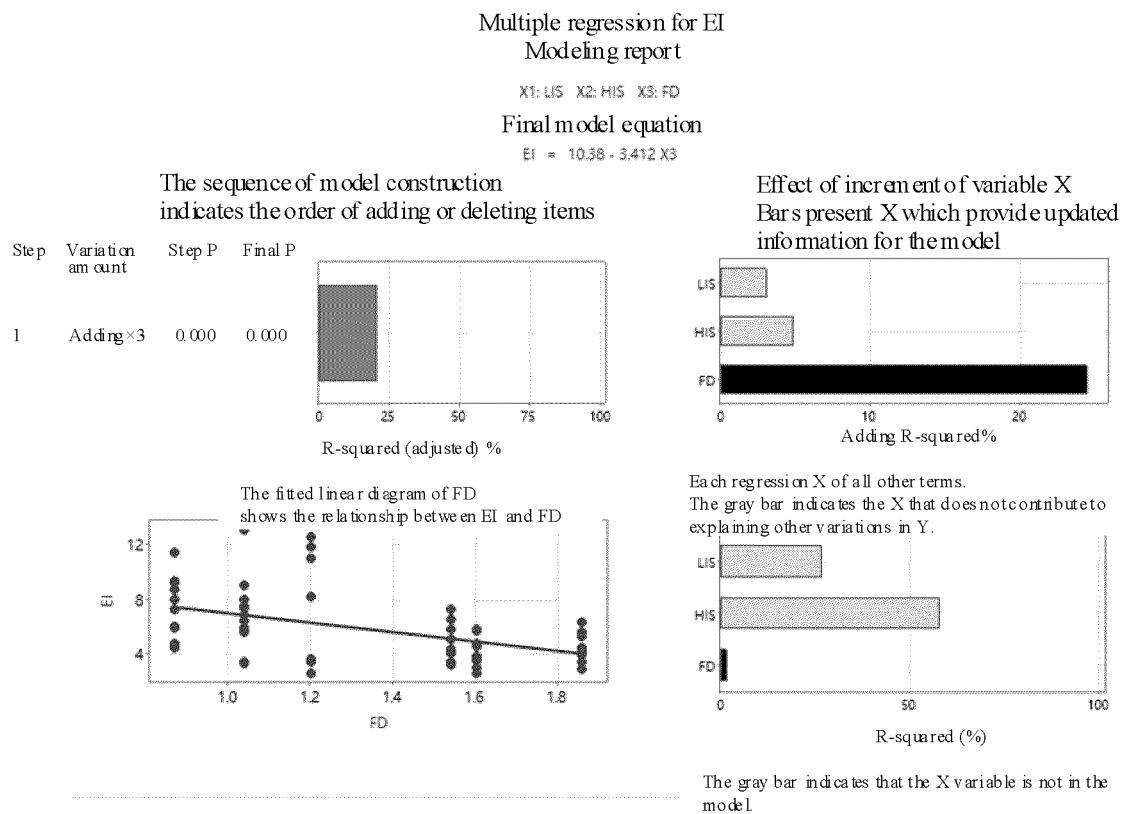 Multiple regression for EI
Modeling report
X1: LIS X2: HIS X3: FD
Final model equation
EI = 10.38 - 3.412 X3
The sequence of model construction
indicates the order of adding or deleting items
Step Variation amount Step P Final P
1 Adding×3 0.000 0.000
0 25 50 75 100
R-squared (adjusted) %
Effect of increment of variable X
Bars present X which provide updated
information for the model
LIS
HIS
FD
0 10 20
Adding R-squared%
The fitted linear diagram of FD
shows the relationship between EI and FD
12
8
4
EI
1.0 1.2 1.4 1.6 1.8
FD
Each regression X of all other terms.
The gray bar indicates the X that does not contribute to
explaining other variations in Y.
LIS
HIS
FD
0 50 100
R-squared (%)
The gray bar indicates that the X variable is not in the
model.